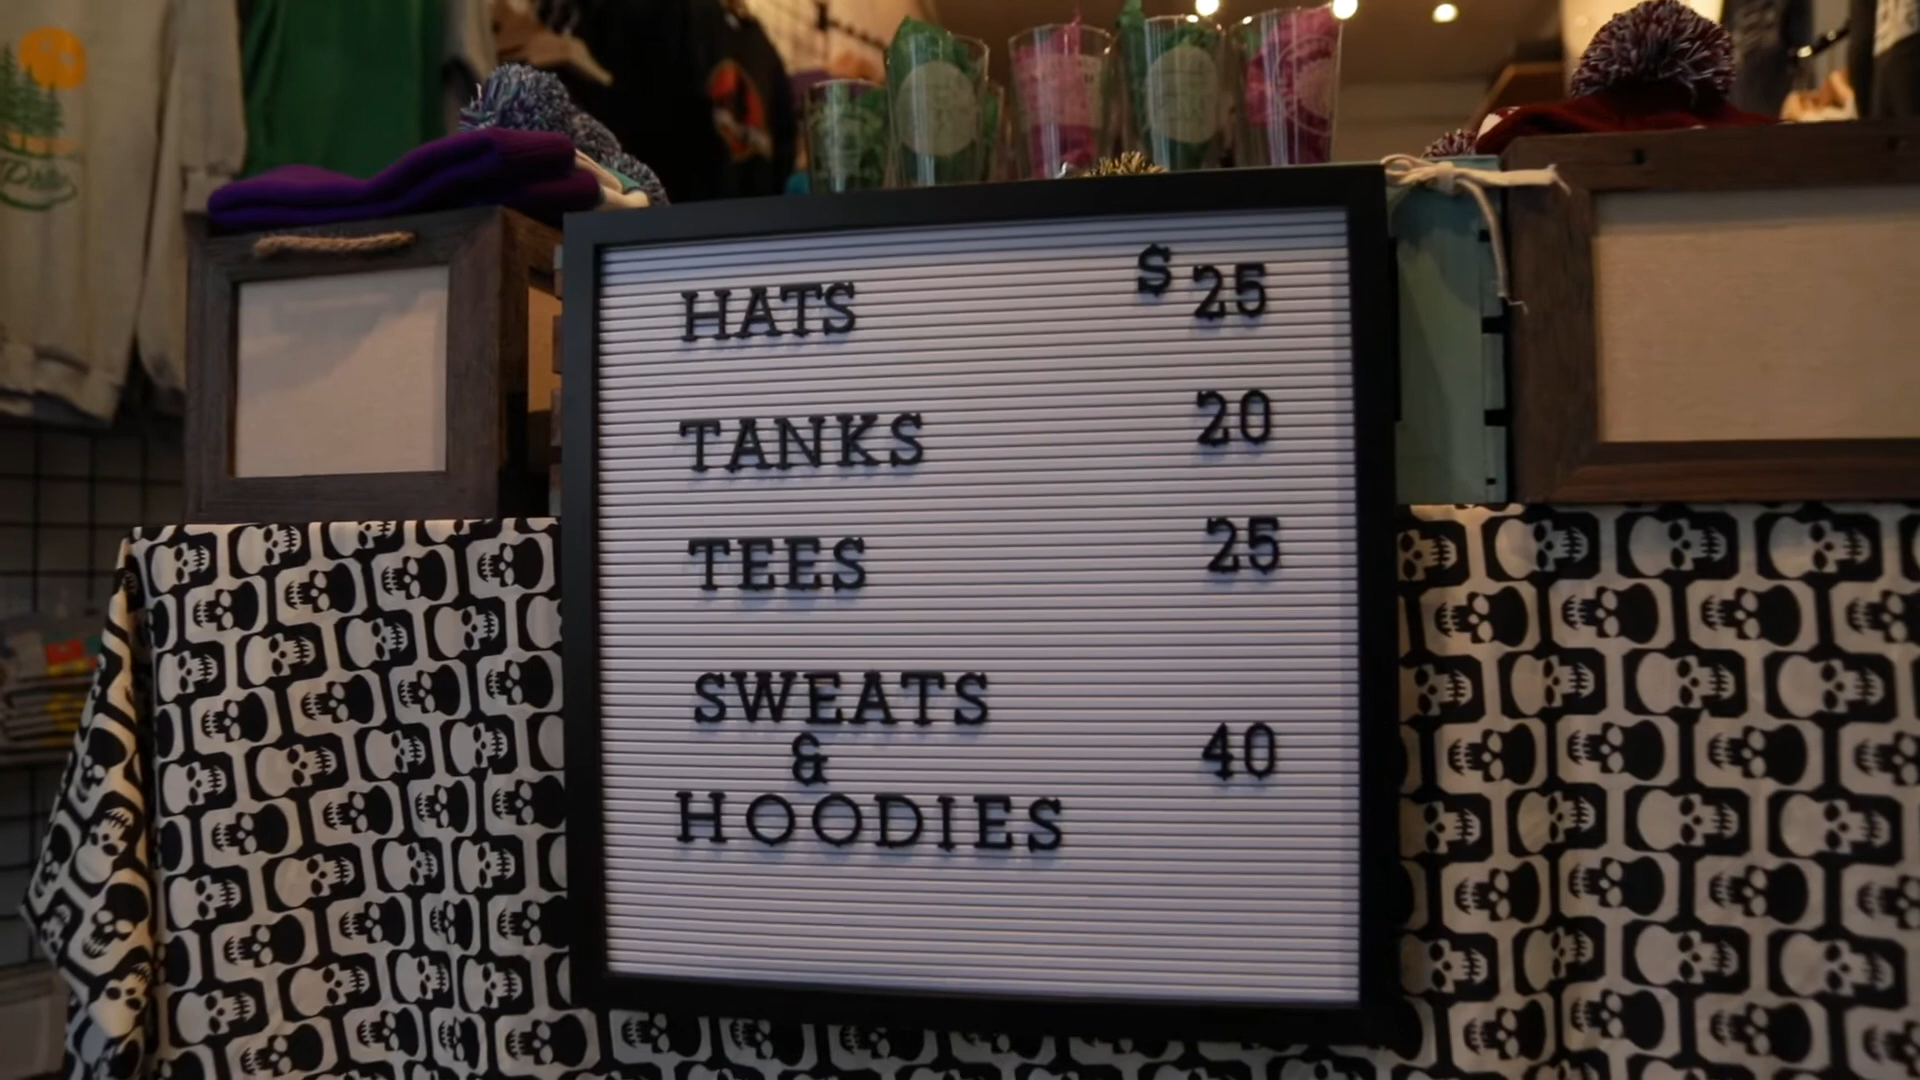 HATS $25
TANKS 20
TEES 25
SWEATS
& 40
HOODIES